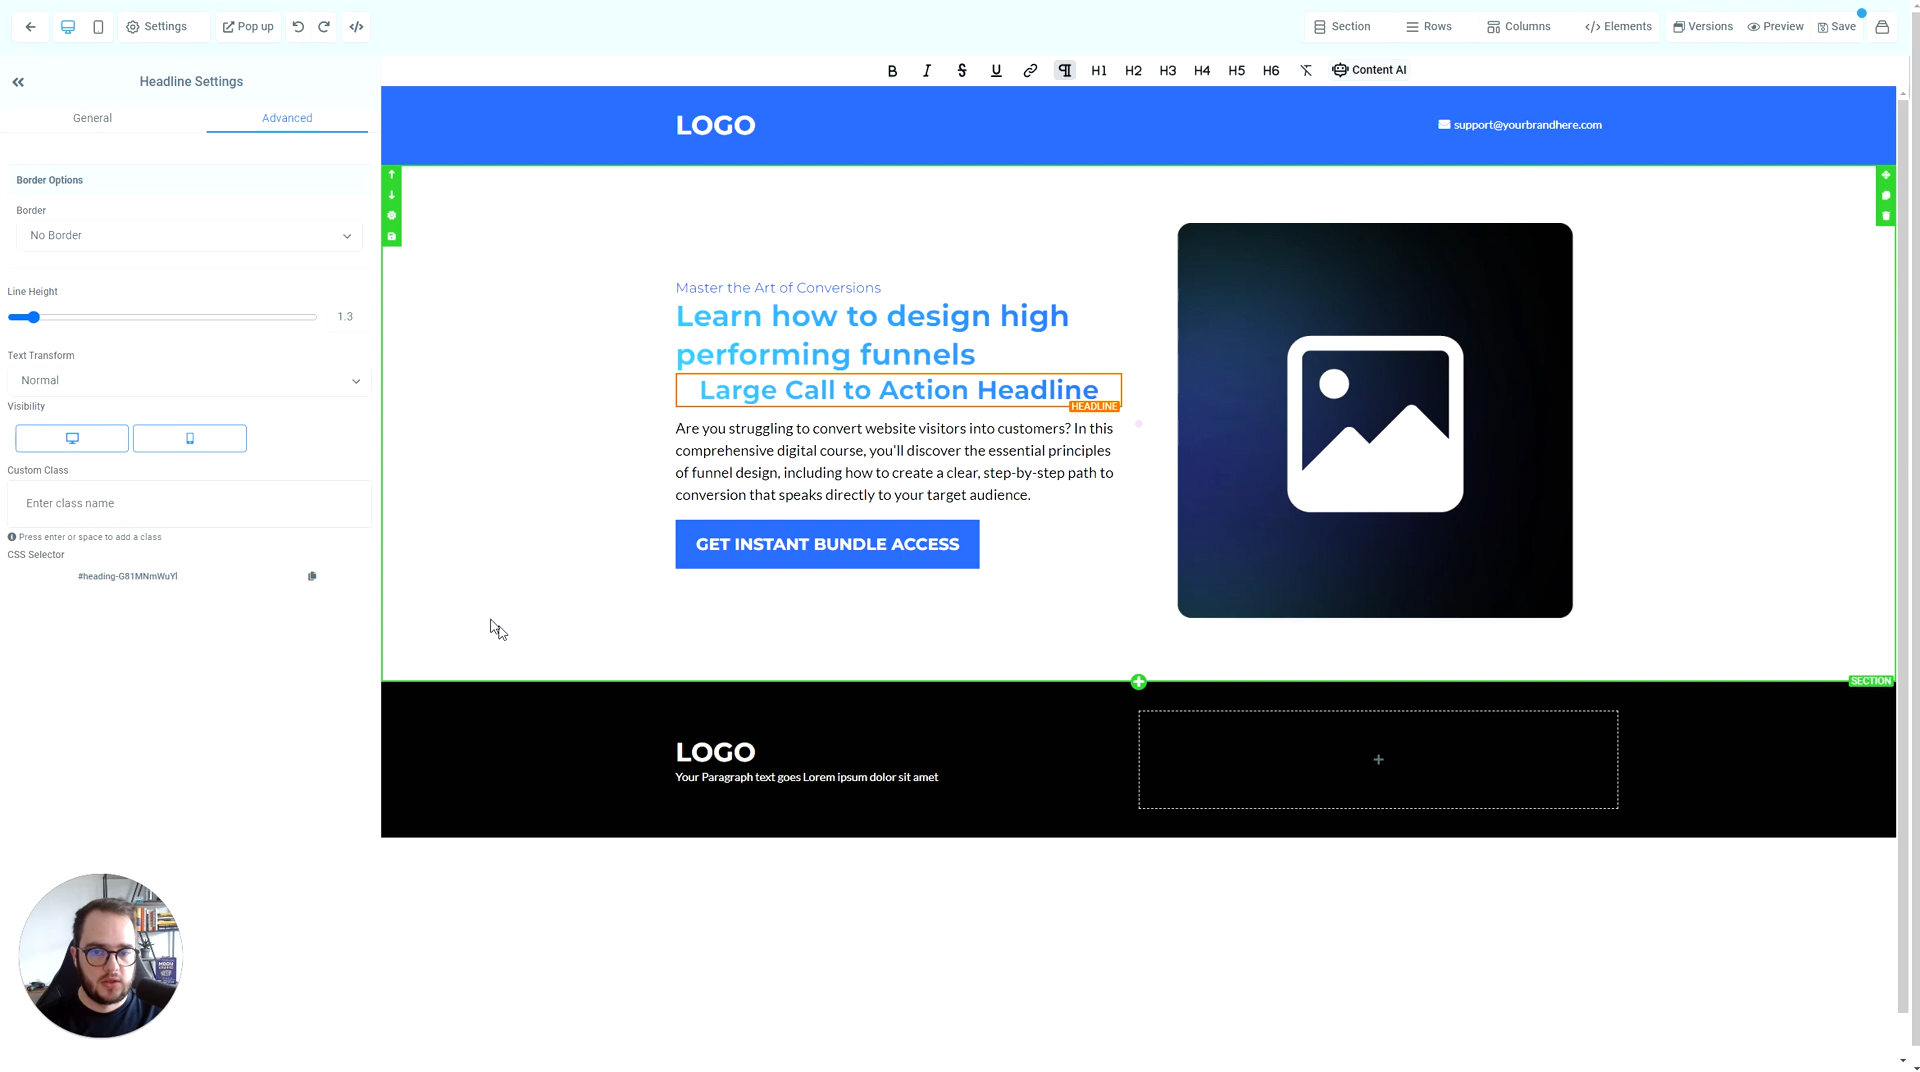 Settings
Pop up
Section
Rows
Columns
Elements
Versions
Preview
Save
Headline Settings
B I S U H1 H2 H3 H4 H5 H6 Content AI
General
Advanced
Border Options
Border
No Border
Line Height
1.3
Text Transform
Normal
Visibility
Custom Class
Enter class name
Press enter or space to add a class
CSS Selector
#heading-G81MNmWuYl
LOGO
support@yourbrandhere.com
Master the Art of Conversions
Learn how to design high
performing funnels
Large Call to Action Headline
HEADLINE
Are you struggling to convert website visitors into customers? In this
comprehensive digital course, you'll discover the essential principles
of funnel design, including how to create a clear, step-by-step path to
conversion that speaks directly to your target audience.
GET INSTANT BUNDLE ACCESS
SECTION
LOGO
Your Paragraph text goes Lorem ipsum dolor sit amet